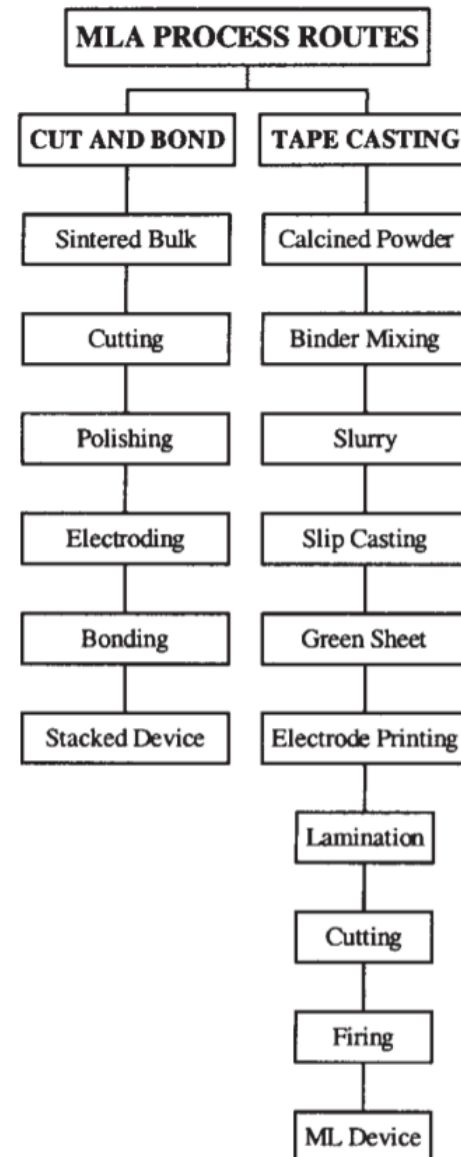 MLA PROCESS ROUTES
CUT AND BOND
Sintered Bulk
Cutting
Polishing
Electroding
Bonding
Stacked Device
TAPE CASTING
Calcined Powder
Binder Mixing
Slurry
Slip Casting
Green Sheet
Electrode Printing
Lamination
Cutting
Firing
ML Device